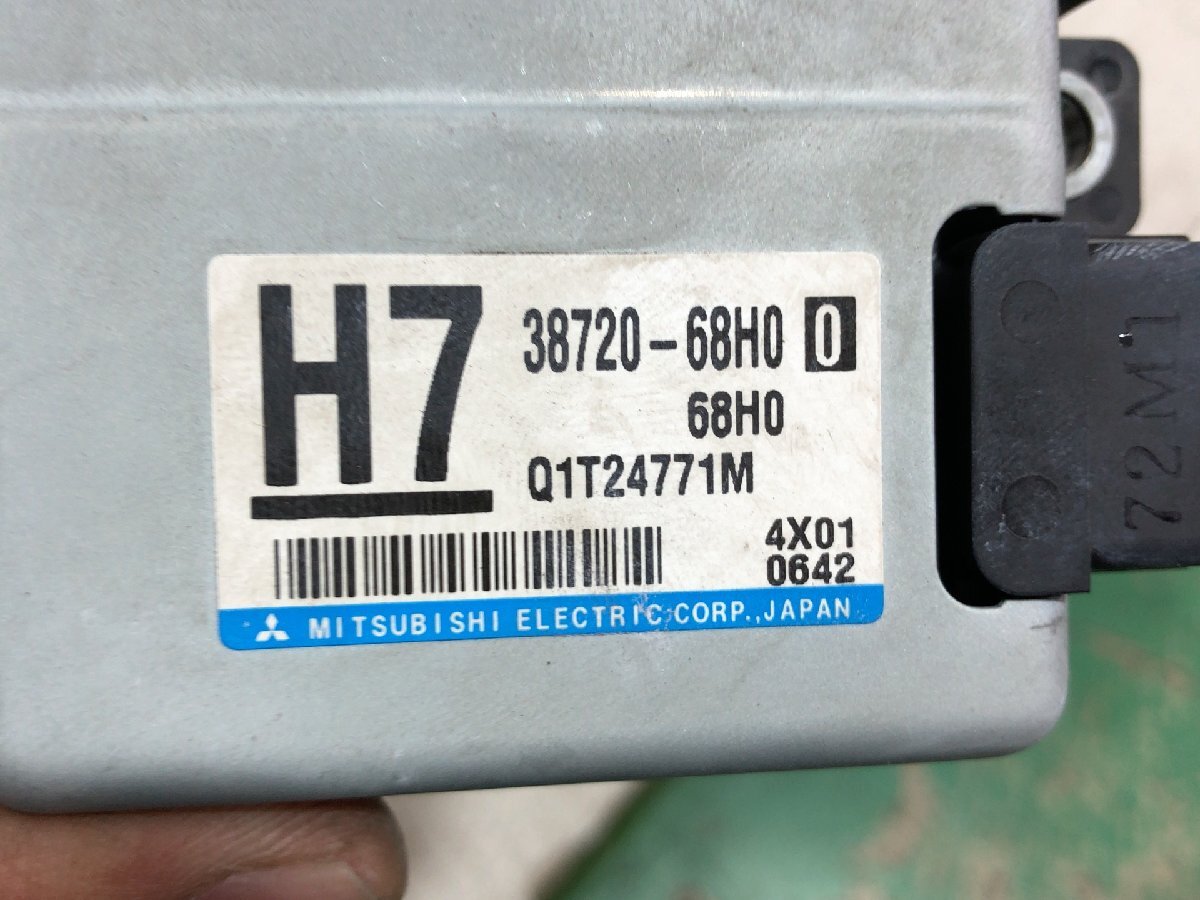 H7
38720-68H0 0
68H0
Q1T24771M
4X01
0642
MITSUBISHI ELECTRIC CORP.,JAPAN
72M1